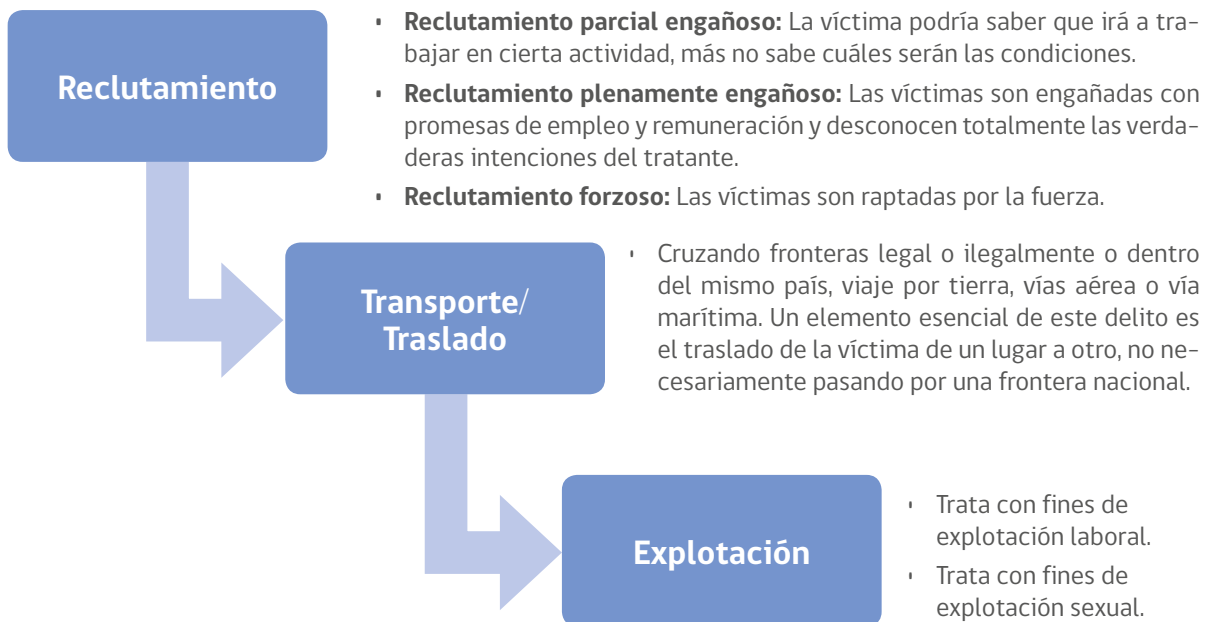 Reclutamiento
• Reclutamiento parcial engañoso: La víctima podría saber que irá a tra-
bajar en cierta actividad, más no sabe cuáles serán las condiciones.
• Reclutamiento plenamente engañoso: Las víctimas son engañadas con
promesas de empleo y remuneración y desconocen totalmente las verda-
deras intenciones del tratante.
• Reclutamiento forzoso: Las víctimas son raptadas por la fuerza.
Transporte/
Traslado
• Cruzando fronteras legal o ilegalmente o dentro
del mismo país, viaje por tierra, vías aérea o vía
marítima. Un elemento esencial de este delito es
el traslado de la víctima de un lugar a otro, no ne-
cesariamente pasando por una frontera nacional.
Explotación
• Trata con fines de
explotación laboral.
• Trata con fines de
explotación sexual.